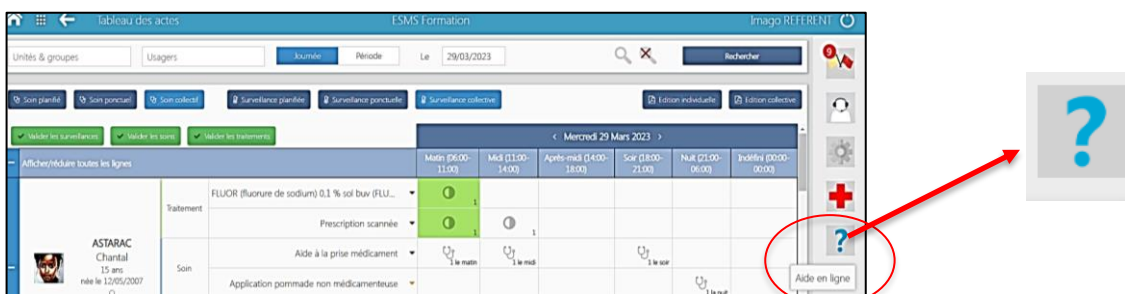 Tableau des actes ESMS Formation Imago REFERENT
Unités & groupes Usagers Journée Période Le 29/03/2023 Rechercher
9
Soin planifié Soin ponctuel Soin collectif Surveillance planifiée Surveillance ponctuelle Surveillance collective Edition individuelle Edition collective
Valider les surveillances Valider les soins Valider les traitements < Mercredi 29 Mars 2023 >
Afficher/réduire toutes les lignes Matin (06:00-11:00) Midi (11:00-14:00) Après-midi (14:00-18:00) Soir (18:00-21:00) Nuit (21:00-06:00) Indéfini (00:00-00:00)
Traitement FLUOR (fluorure de sodium) 0,1 % sol buv (FLU... 1
Prescription scannée 1 1
ASTARAC
Chantal
15 ans
née le 12/05/2007
Soin Aide à la prise médicament 1 le matin 1 le midi 1 le soir
Application pommade non médicamenteuse 1 la nuit
?
Aide en ligne
?